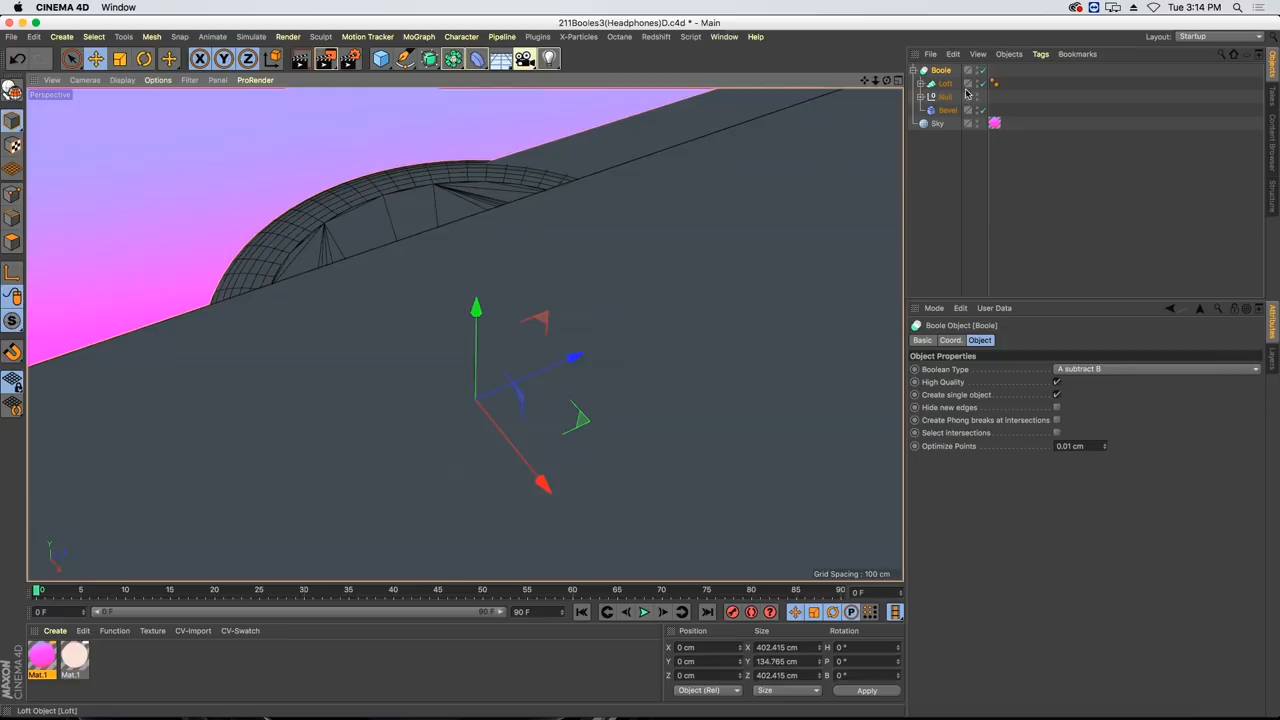 CINEMA 4D Window
Tue 3:14 PM
211Booles3(Headphones)D.c4d * - Main
File Edit Create Select Tools Mesh Snap Animate Simulate Render Sculpt Motion Tracker MoGraph Character Pipeline Plugins X-Particles Octane Redshift Script Window Help
Layout: Startup
X Y Z
File Edit View Objects Tags Bookmarks
View Cameras Display Options Filter Panel ProRender
Perspective
Boole
Loft
Null
Bevel
Sky
Objects
Takes
Content Browser
Structure
Mode Edit User Data
Boole Object [Boole]
Basic Coord. Object
Object Properties
Boolean Type A subtract B
High Quality
Create single object
Hide new edges
Create Phong breaks at intersections
Select intersections
Optimize Points 0.01 cm
Attributes
Layers
Y
Grid Spacing : 100 cm
0 5 10 15 20 25 30 35 40 45 50 55 60 65 70 75 80 85 90 0 F
0 F 0 F 90 F 90 F
Create Edit Function Texture CV-Import CV-Swatch
Mat.1 Mat.1
Position Size Rotation
X 0 cm X 402.415 cm H 0 °
Y 0 cm Y 134.765 cm P 0 °
Z 0 cm Z 402.415 cm B 0 °
Object (Rel) Size Apply
MAXON CINEMA 4D
Loft Object [Loft]